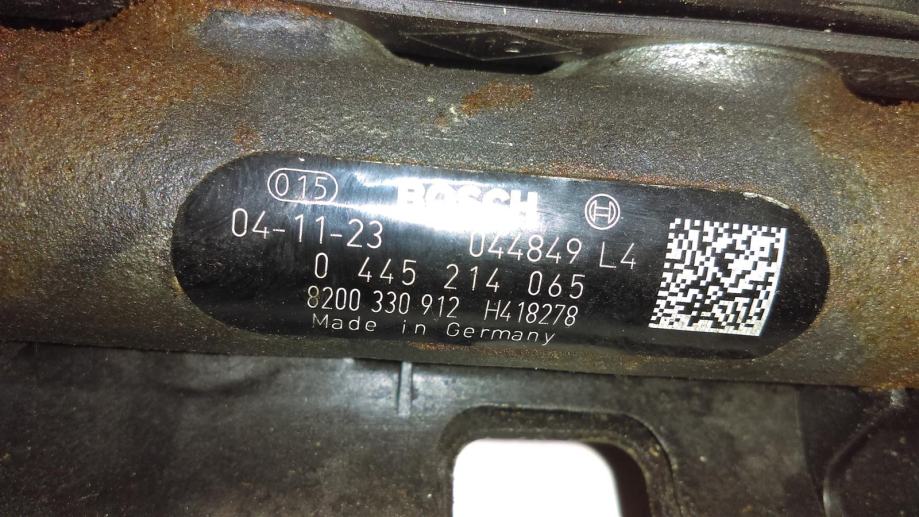 015 BOSCH
04-11-23 044849 L4
0 445 214 065
8200 330 912 H418278
Made in Germany